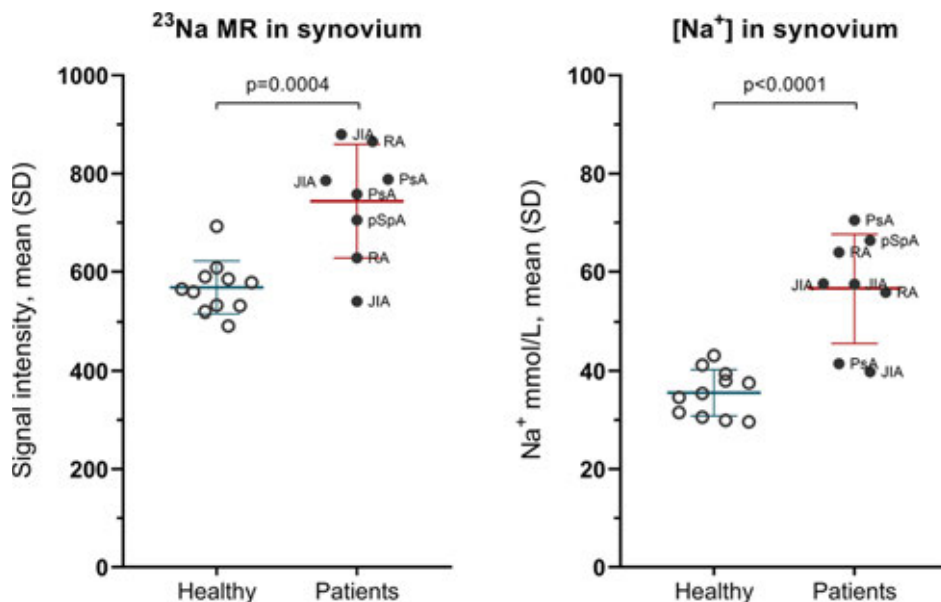 ²³Na MR in synovium
Signal intensity, mean (SD)
1000
800
600
400
200
0
p=0.0004
JIA
RA
JIA
PsA
PsA
pSpA
RA
JIA
Healthy
Patients
[Na⁺] in synovium
Na⁺ mmol/L, mean (SD)
100
80
60
40
20
0
p<0.0001
PsA
pSpA
RA
JIA
JIA
RA
PsA
JIA
Healthy
Patients